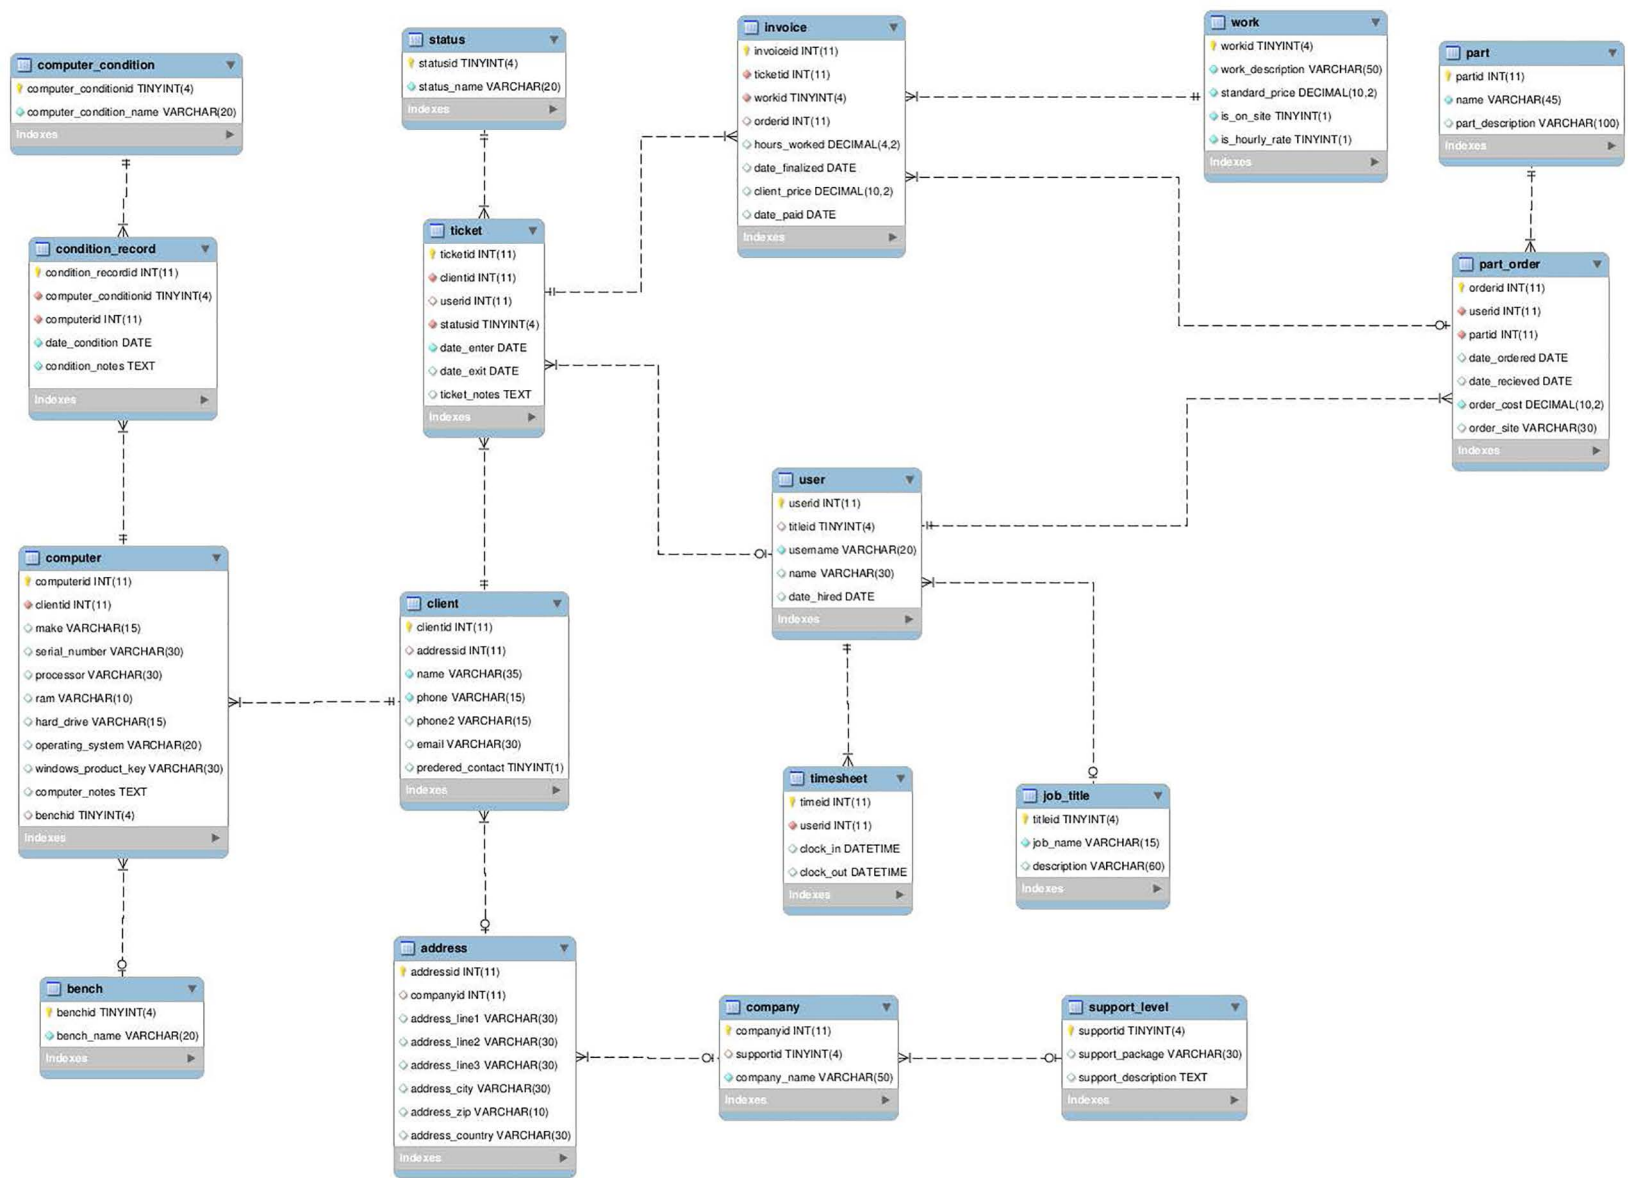 computer_condition
computer_conditionid TINYINT(4)
computer_condition_name VARCHAR(20)
Indexes
status
statusid TINYINT(4)
status_name VARCHAR(20)
Indexes
invoice
invoiceid INT(11)
ticketid INT(11)
workid TINYINT(4)
orderid INT(11)
hours_worked DECIMAL(4,2)
date_finalized DATE
client_price DECIMAL(10,2)
date_paid DATE
Indexes
work
workid TINYINT(4)
work_description VARCHAR(50)
standard_price DECIMAL(10,2)
is_on_site TINYINT(1)
is_hourly_rate TINYINT(1)
Indexes
part
partid INT(11)
name VARCHAR(45)
part_description VARCHAR(100)
Indexes
condition_record
condition_recordid INT(11)
computer_conditionid TINYINT(4)
computerid INT(11)
date_condition DATE
condition_notes TEXT
Indexes
ticket
ticketid INT(11)
clientid INT(11)
userid INT(11)
statusid TINYINT(4)
date_enter DATE
date_exit DATE
ticket_notes TEXT
Indexes
part_order
orderid INT(11)
userid INT(11)
partid INT(11)
date_ordered DATE
date_recieved DATE
order_cost DECIMAL(10,2)
order_site VARCHAR(30)
Indexes
user
userid INT(11)
titleid TINYINT(4)
username VARCHAR(20)
name VARCHAR(30)
date_hired DATE
Indexes
computer
computerid INT(11)
clientid INT(11)
make VARCHAR(15)
serial_number VARCHAR(30)
processor VARCHAR(30)
ram VARCHAR(10)
hard_drive VARCHAR(15)
operating_system VARCHAR(20)
windows_product_key VARCHAR(30)
computer_notes TEXT
benchid TINYINT(4)
Indexes
client
clientid INT(11)
addressid INT(11)
name VARCHAR(35)
phone VARCHAR(15)
phone2 VARCHAR(15)
email VARCHAR(30)
predered_contact TINYINT(1)
Indexes
timesheet
timeid INT(11)
userid INT(11)
clock_in DATETIME
clock_out DATETIME
Indexes
job_title
titleid TINYINT(4)
job_name VARCHAR(15)
description VARCHAR(60)
Indexes
bench
benchid TINYINT(4)
bench_name VARCHAR(20)
Indexes
address
addressid INT(11)
companyid INT(11)
address_line1 VARCHAR(30)
address_line2 VARCHAR(30)
address_line3 VARCHAR(30)
address_city VARCHAR(30)
address_zip VARCHAR(10)
address_country VARCHAR(30)
Indexes
company
companyid INT(11)
supportid TINYINT(4)
company_name VARCHAR(50)
Indexes
support_level
supportid TINYINT(4)
support_package VARCHAR(30)
support_description TEXT
Indexes